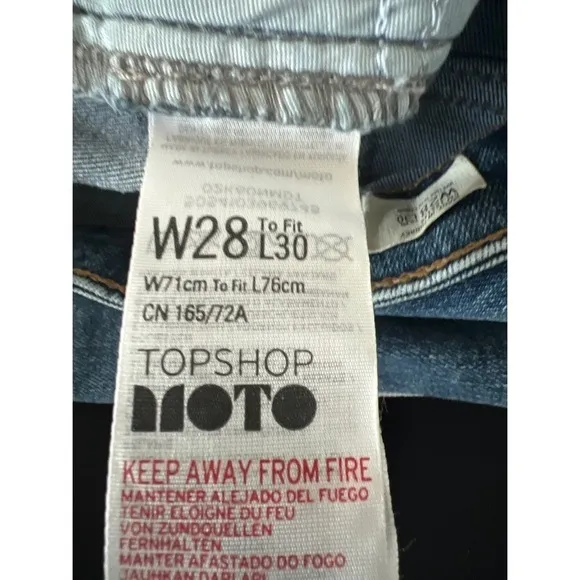 W28 To Fit L30
W71cm To Fit L76cm
CN 165/72A
TOPSHOP
MOTO
KEEP AWAY FROM FIRE
MANTENER ALEJADO DEL FUEGO
TENIR ELOIGNE DU FEU
VON ZUNDQUELLEN
FERNHALTEN
MANTER AFASTADO DO FOGO